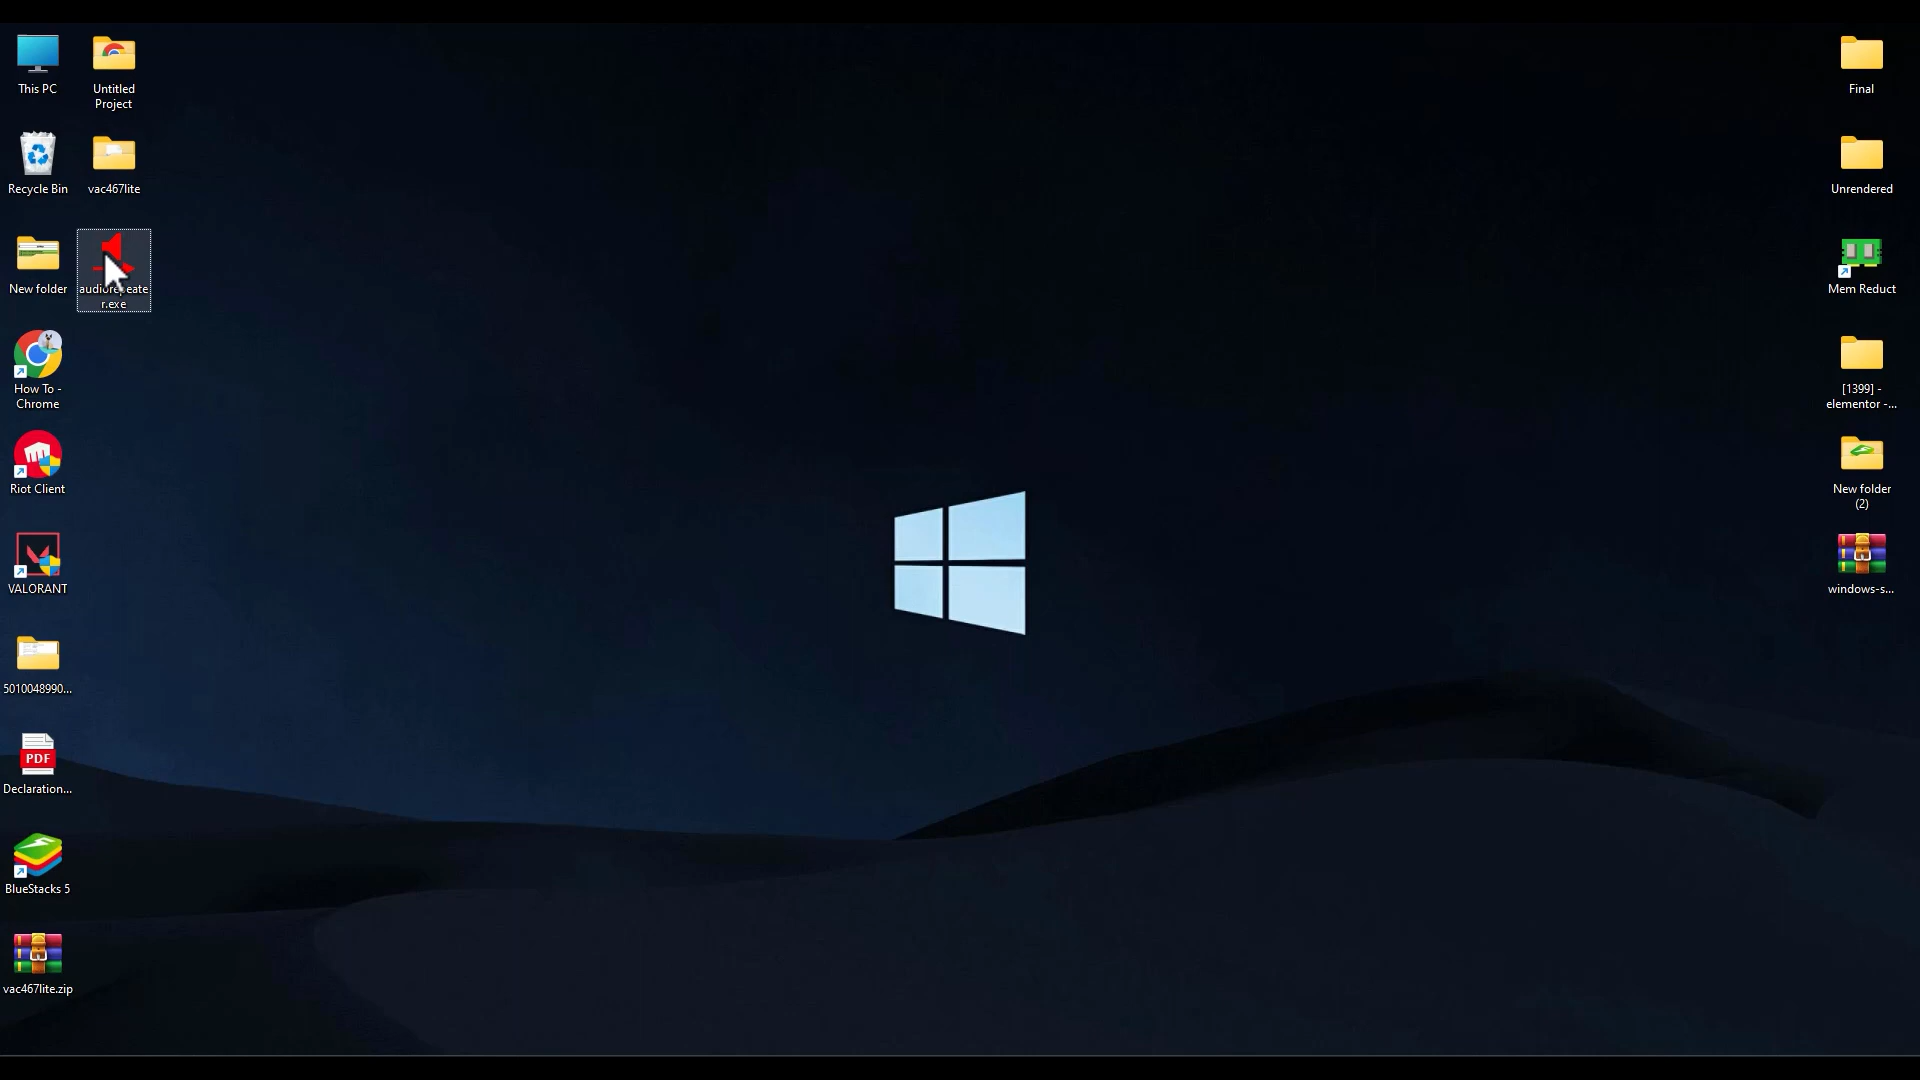 This PC
Untitled
Project
Recycle Bin
vac467lite
New folder
audiorepeate
r.exe
How To -
Chrome
Riot Client
VALORANT
5010048990...
PDF
Declaration...
BlueStacks 5
vac467lite.zip
Final
Unrendered
Mem Reduct
[1399] -
elementor -...
New folder
(2)
windows-s...